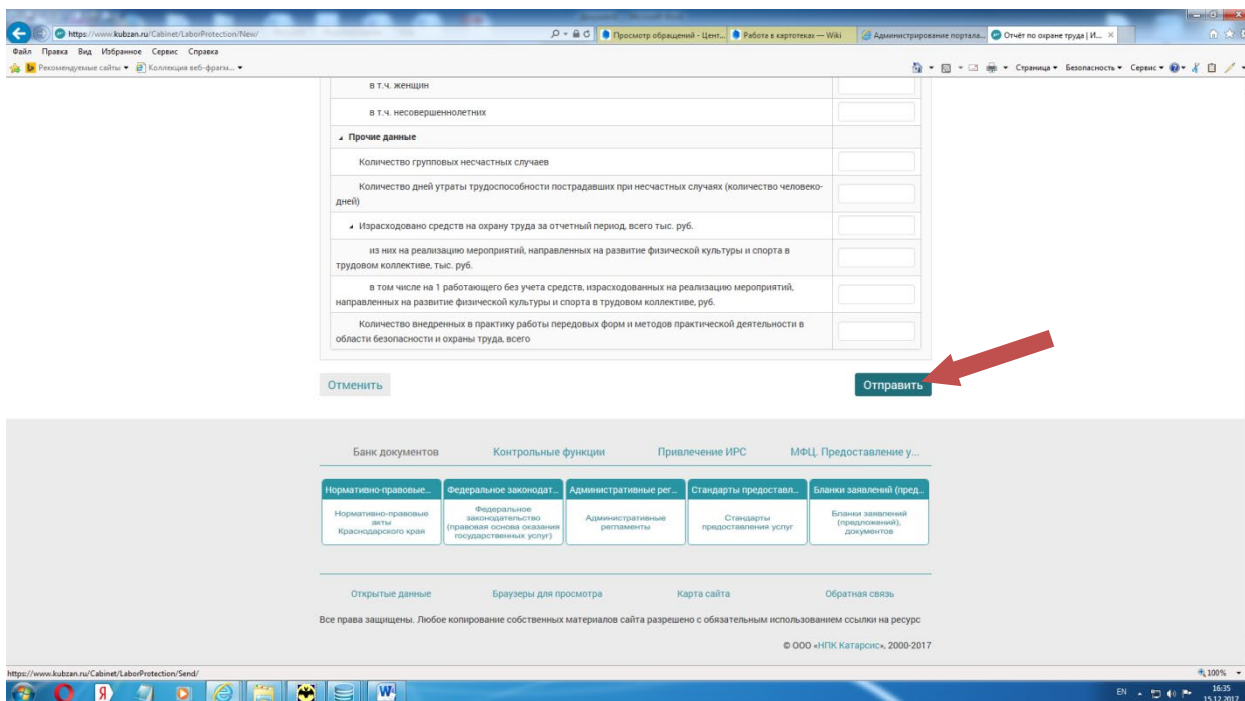 https://www.kubzan.ru/Cabinet/LaborProtection/New/
Просмотр обращений - Цент...
Работа в картотеках — Wiki
Администрирование портала...
Отчёт по охране труда | И...
Файл Правка Вид Избранное Сервис Справка
Рекомендуемые сайты
Коллекция веб-фрагм...
Страница Безопасность Сервис
в т.ч. женщин
в т.ч. несовершеннолетних
Прочие данные
Количество групповых несчастных случаев
Количество дней утраты трудоспособности пострадавших при несчастных случаях (количество человеко-
дней)
Израсходовано средств на охрану труда за отчетный период, всего тыс. руб.
из них на реализацию мероприятий, направленных на развитие физической культуры и спорта в
трудовом коллективе, тыс. руб.
в том числе на 1 работающего без учета средств, израсходованных на реализацию мероприятий,
направленных на развитие физической культуры и спорта в трудовом коллективе, руб.
Количество внедренных в практику работы передовых форм и методов практической деятельности в
области безопасности и охраны труда, всего
Отменить
Отправить
Банк документов
Контрольные функции
Привлечение ИРС
МФЦ. Предоставление у...
Нормативно-правовые...
Федеральное законодат...
Административные рег...
Стандарты предоставл...
Бланки заявлений (пред...
Нормативно-правовые
акты
Краснодарского края
Федеральное
законодательство
(правовая основа оказания
государственных услуг)
Административные
регламенты
Стандарты
предоставления услуг
Бланки заявлений
(предложений),
документов
Открытые данные
Браузеры для просмотра
Карта сайта
Обратная связь
Все права защищены. Любое копирование собственных материалов сайта разрешено с обязательным использованием ссылки на ресурс
© ООО «НПК Катарсис», 2000-2017
https://www.kubzan.ru/Cabinet/LaborProtection/Send/
100%
EN
16:35
15.12.2017